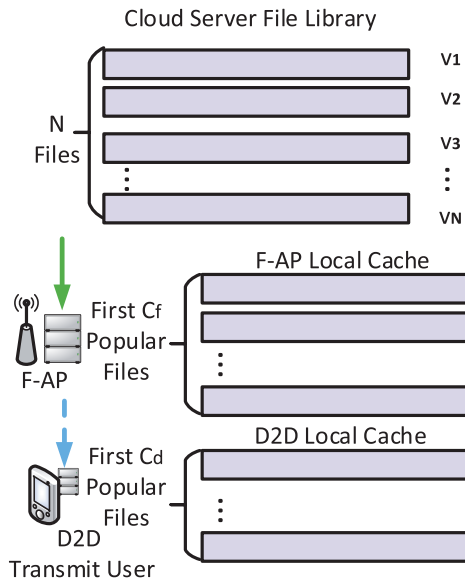 Cloud Server File Library
V1
V2
N
Files
V3
VN
F-AP Local Cache
First Cf
Popular
Files
F-AP
D2D Local Cache
First Cd
Popular
Files
D2D
Transmit User